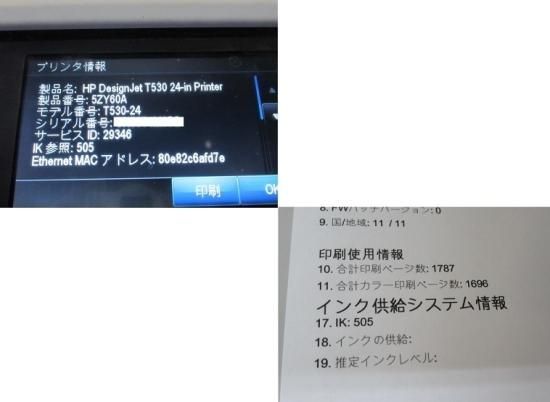 プリンタ情報
製品名: HP DesignJet T530 24-in Printer
製品番号: 5ZY60A
モデル番号: T530-24
シリアル番号:
サービス ID: 29346
IK 参照: 505
Ethernet MAC アドレス: 80e82c6afd7e
印刷
OK
8. FWパッチバージョン: 0
9. 国/地域: 11 / 11
印刷使用情報
10. 合計印刷ページ数: 1787
11. 合計カラー印刷ページ数: 1696
インク供給システム情報
17. IK: 505
18. インクの供給:
19. 推定インクレベル: